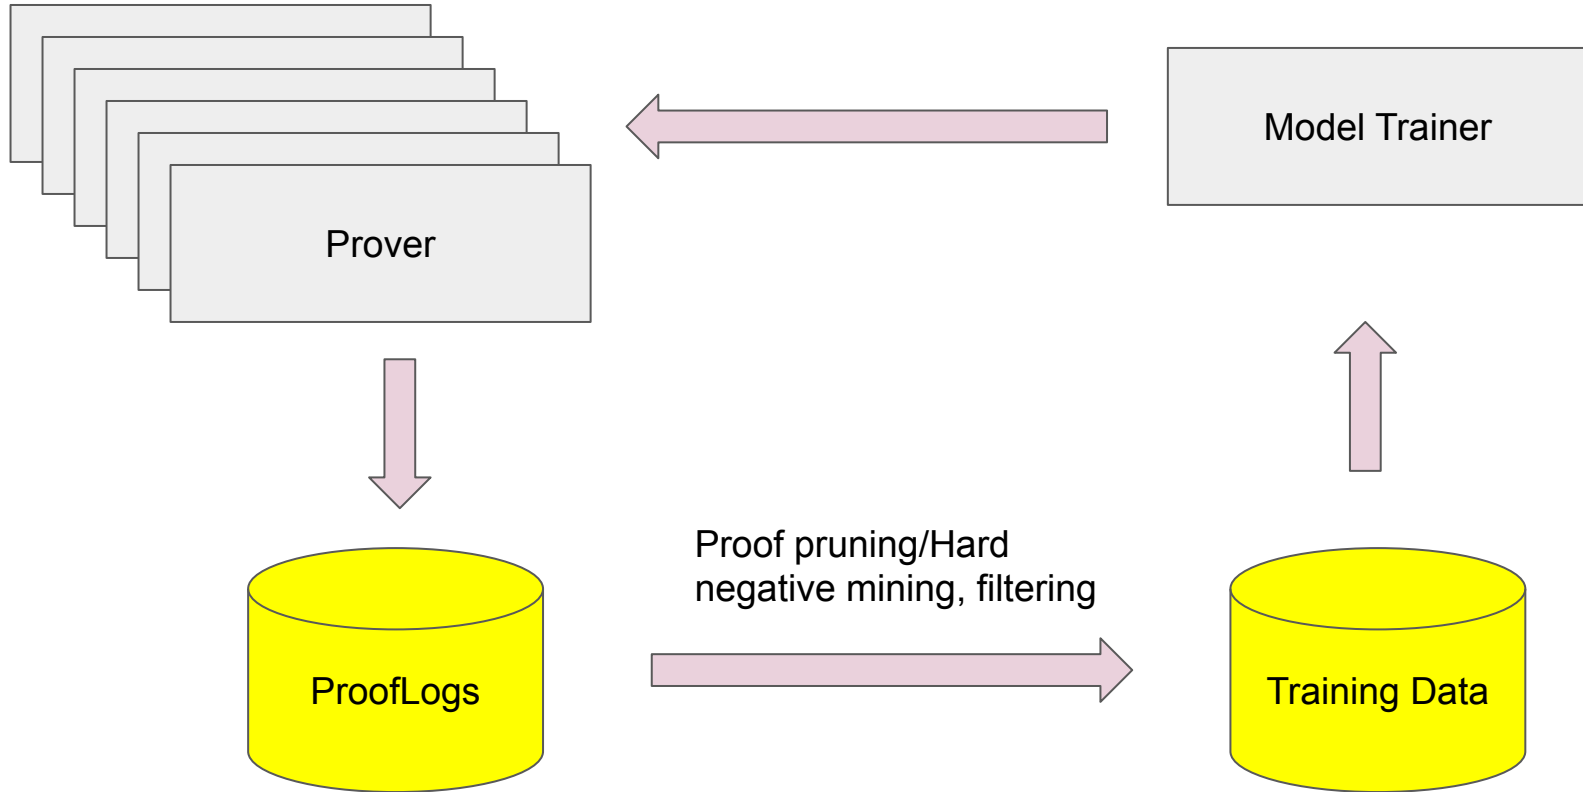 Model Trainer
Prover
Proof pruning/Hard
negative mining, filtering
ProofLogs
Training Data